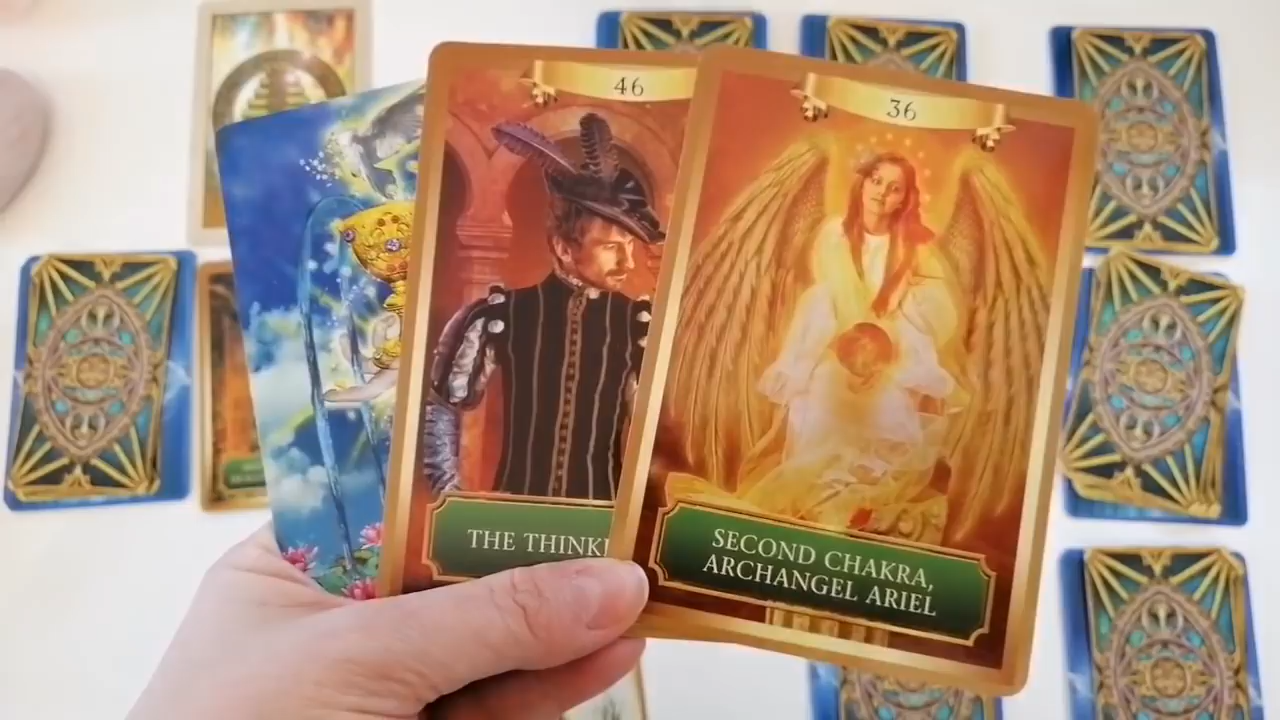 46
THE THINK
36
SECOND CHAKRA,
ARCHANGEL ARIEL